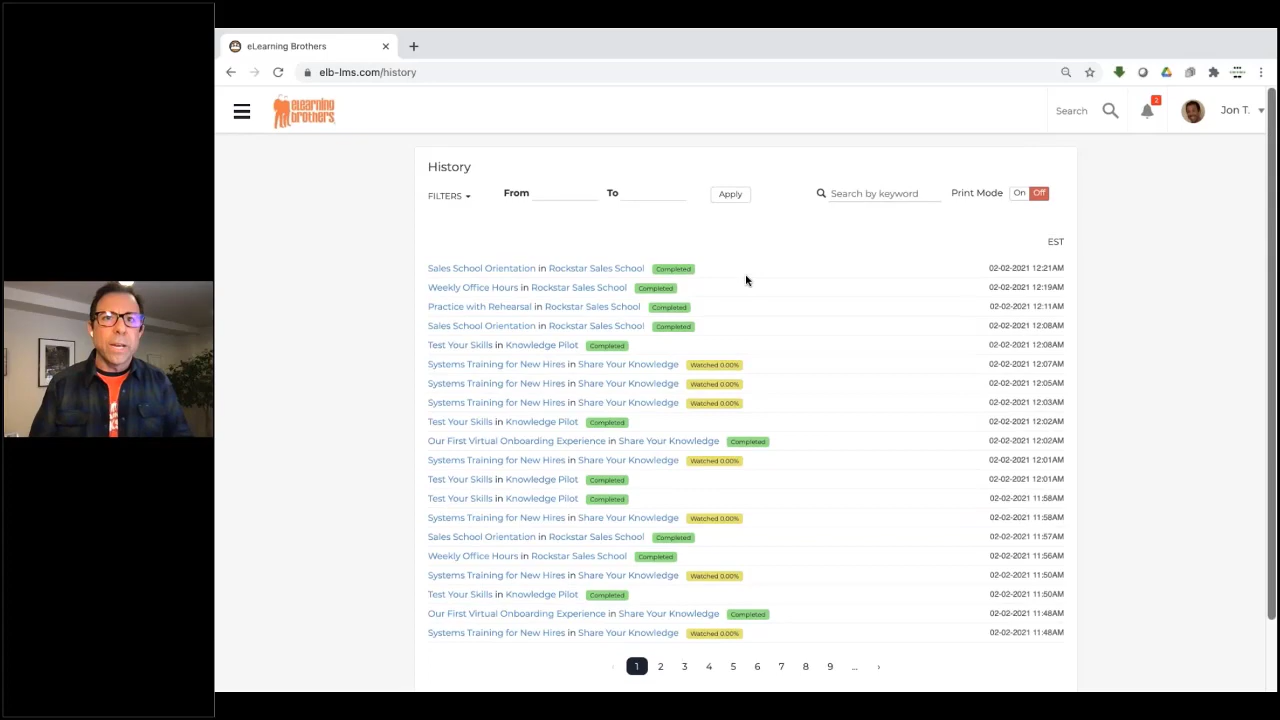 eLearning Brothers
elb-lms.com/history
eLearning
brothers
Search
2
Jon T.
History
FILTERS
From
To
Apply
Search by keyword
Print Mode
On
Off
EST
Sales School Orientation in Rockstar Sales School Completed 02-02-2021 12:21AM
Weekly Office Hours in Rockstar Sales School Completed 02-02-2021 12:19AM
Practice with Rehearsal in Rockstar Sales School Completed 02-02-2021 12:11AM
Sales School Orientation in Rockstar Sales School Completed 02-02-2021 12:08AM
Test Your Skills in Knowledge Pilot Completed 02-02-2021 12:08AM
Systems Training for New Hires in Share Your Knowledge Watched 0.00% 02-02-2021 12:07AM
Systems Training for New Hires in Share Your Knowledge Watched 0.00% 02-02-2021 12:05AM
Systems Training for New Hires in Share Your Knowledge Watched 0.00% 02-02-2021 12:03AM
Test Your Skills in Knowledge Pilot Completed 02-02-2021 12:02AM
Our First Virtual Onboarding Experience in Share Your Knowledge Completed 02-02-2021 12:02AM
Systems Training for New Hires in Share Your Knowledge Watched 0.00% 02-02-2021 12:01AM
Test Your Skills in Knowledge Pilot Completed 02-02-2021 12:01AM
Test Your Skills in Knowledge Pilot Completed 02-02-2021 11:58AM
Systems Training for New Hires in Share Your Knowledge Watched 0.00% 02-02-2021 11:58AM
Sales School Orientation in Rockstar Sales School Completed 02-02-2021 11:57AM
Weekly Office Hours in Rockstar Sales School Completed 02-02-2021 11:56AM
Systems Training for New Hires in Share Your Knowledge Watched 0.00% 02-02-2021 11:50AM
Test Your Skills in Knowledge Pilot Completed 02-02-2021 11:50AM
Our First Virtual Onboarding Experience in Share Your Knowledge Completed 02-02-2021 11:48AM
Systems Training for New Hires in Share Your Knowledge Watched 0.00% 02-02-2021 11:48AM
‹ 1 2 3 4 5 6 7 8 9 ... ›